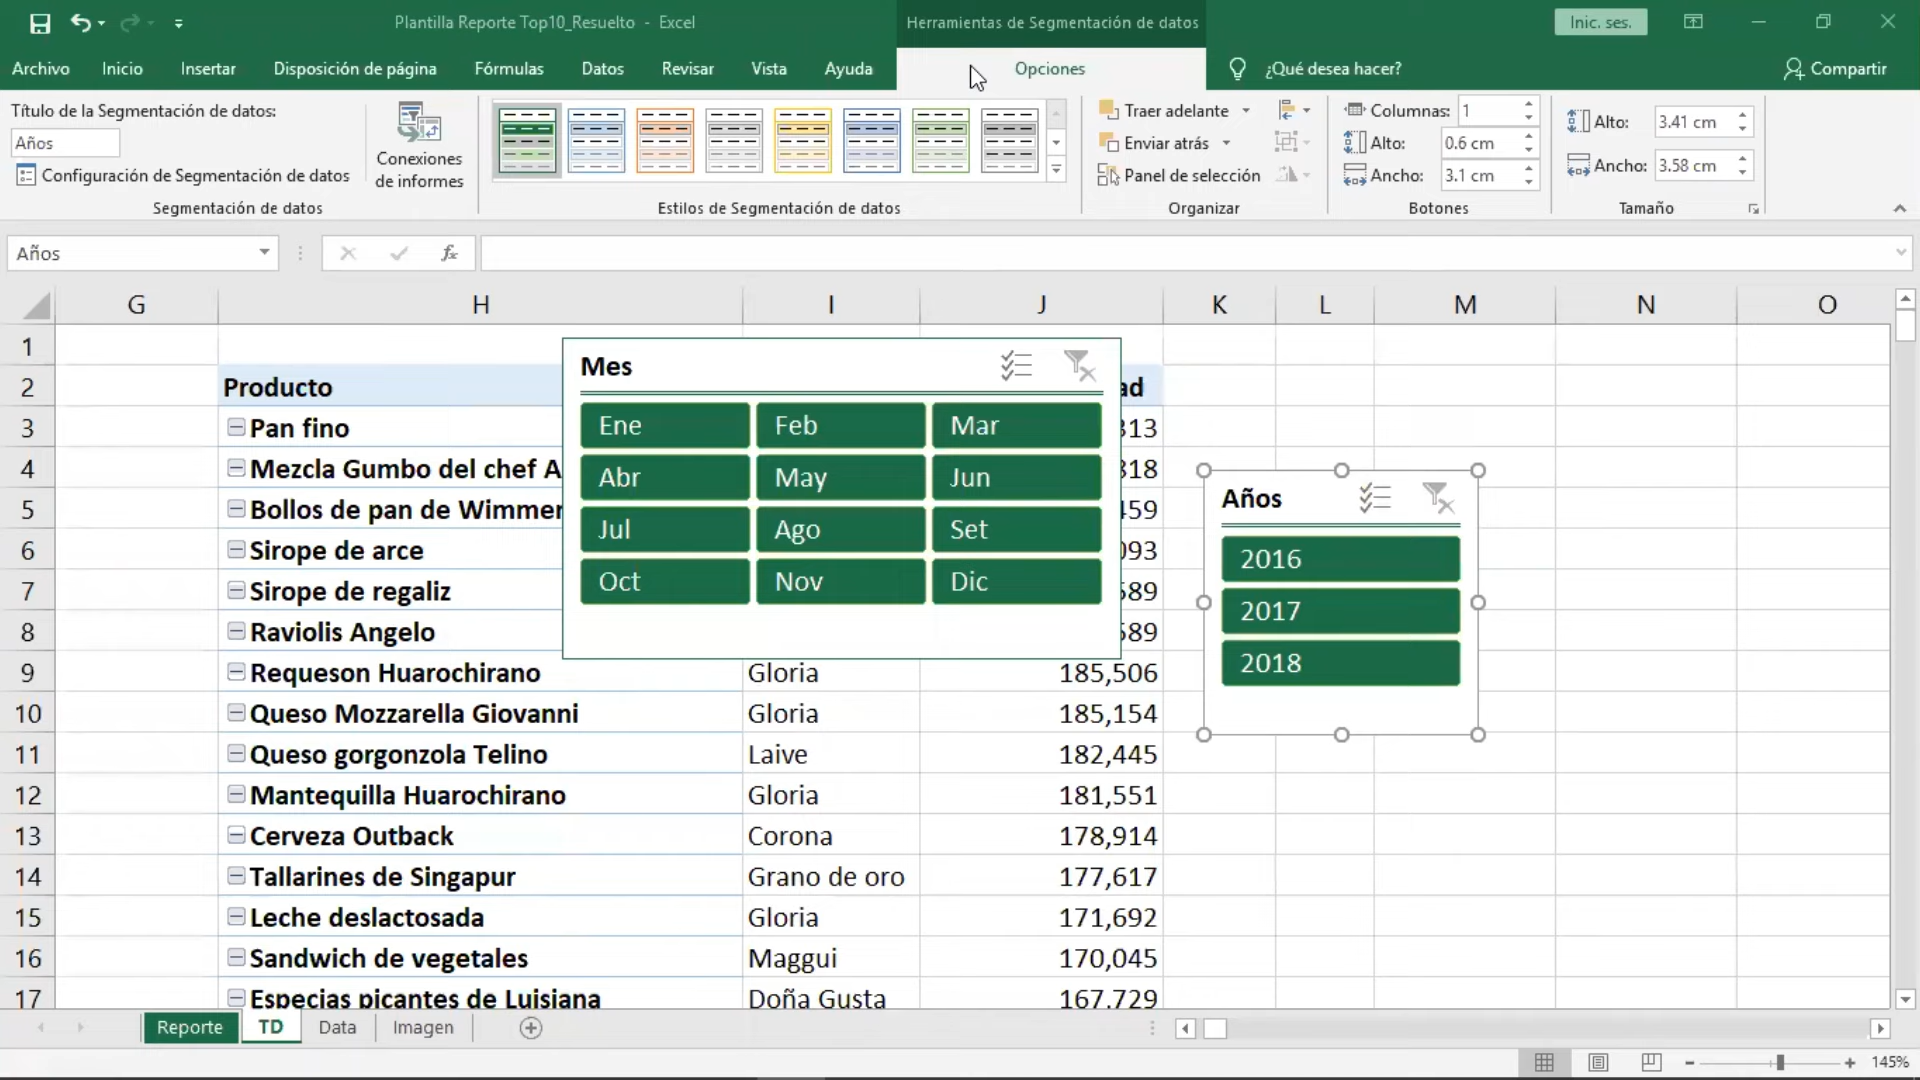 Plantilla Reporte Top10_Resuelto - Excel
Herramientas de Segmentación de datos
Inic. ses.
Archivo Inicio Insertar Disposición de página Fórmulas Datos Revisar Vista Ayuda Opciones ¿Qué desea hacer? Compartir
Título de la Segmentación de datos:
Años
Configuración de Segmentación de datos
Segmentación de datos
Conexiones
de informes
Estilos de Segmentación de datos
Traer adelante
Enviar atrás
Panel de selección
Organizar
Columnas: 1
Alto: 0.6 cm
Ancho: 3.1 cm
Botones
Alto: 3.41 cm
Ancho: 3.58 cm
Tamaño
Años fx
G H I J K L M N O
1
2 Producto ad
3 Pan fino 313
4 Mezcla Gumbo del chef A 318
5 Bollos de pan de Wimmer 459
6 Sirope de arce 093
7 Sirope de regaliz 589
8 Raviolis Angelo 589
9 Requeson Huarochirano Gloria 185,506
10 Queso Mozzarella Giovanni Gloria 185,154
11 Queso gorgonzola Telino Laive 182,445
12 Mantequilla Huarochirano Gloria 181,551
13 Cerveza Outback Corona 178,914
14 Tallarines de Singapur Grano de oro 177,617
15 Leche deslactosada Gloria 171,692
16 Sandwich de vegetales Maggui 170,045
17 Especias picantes de Luisiana Doña Gusta 167,729
Mes
Ene Feb Mar
Abr May Jun
Jul Ago Set
Oct Nov Dic
Años
2016
2017
2018
Reporte TD Data Imagen
145%